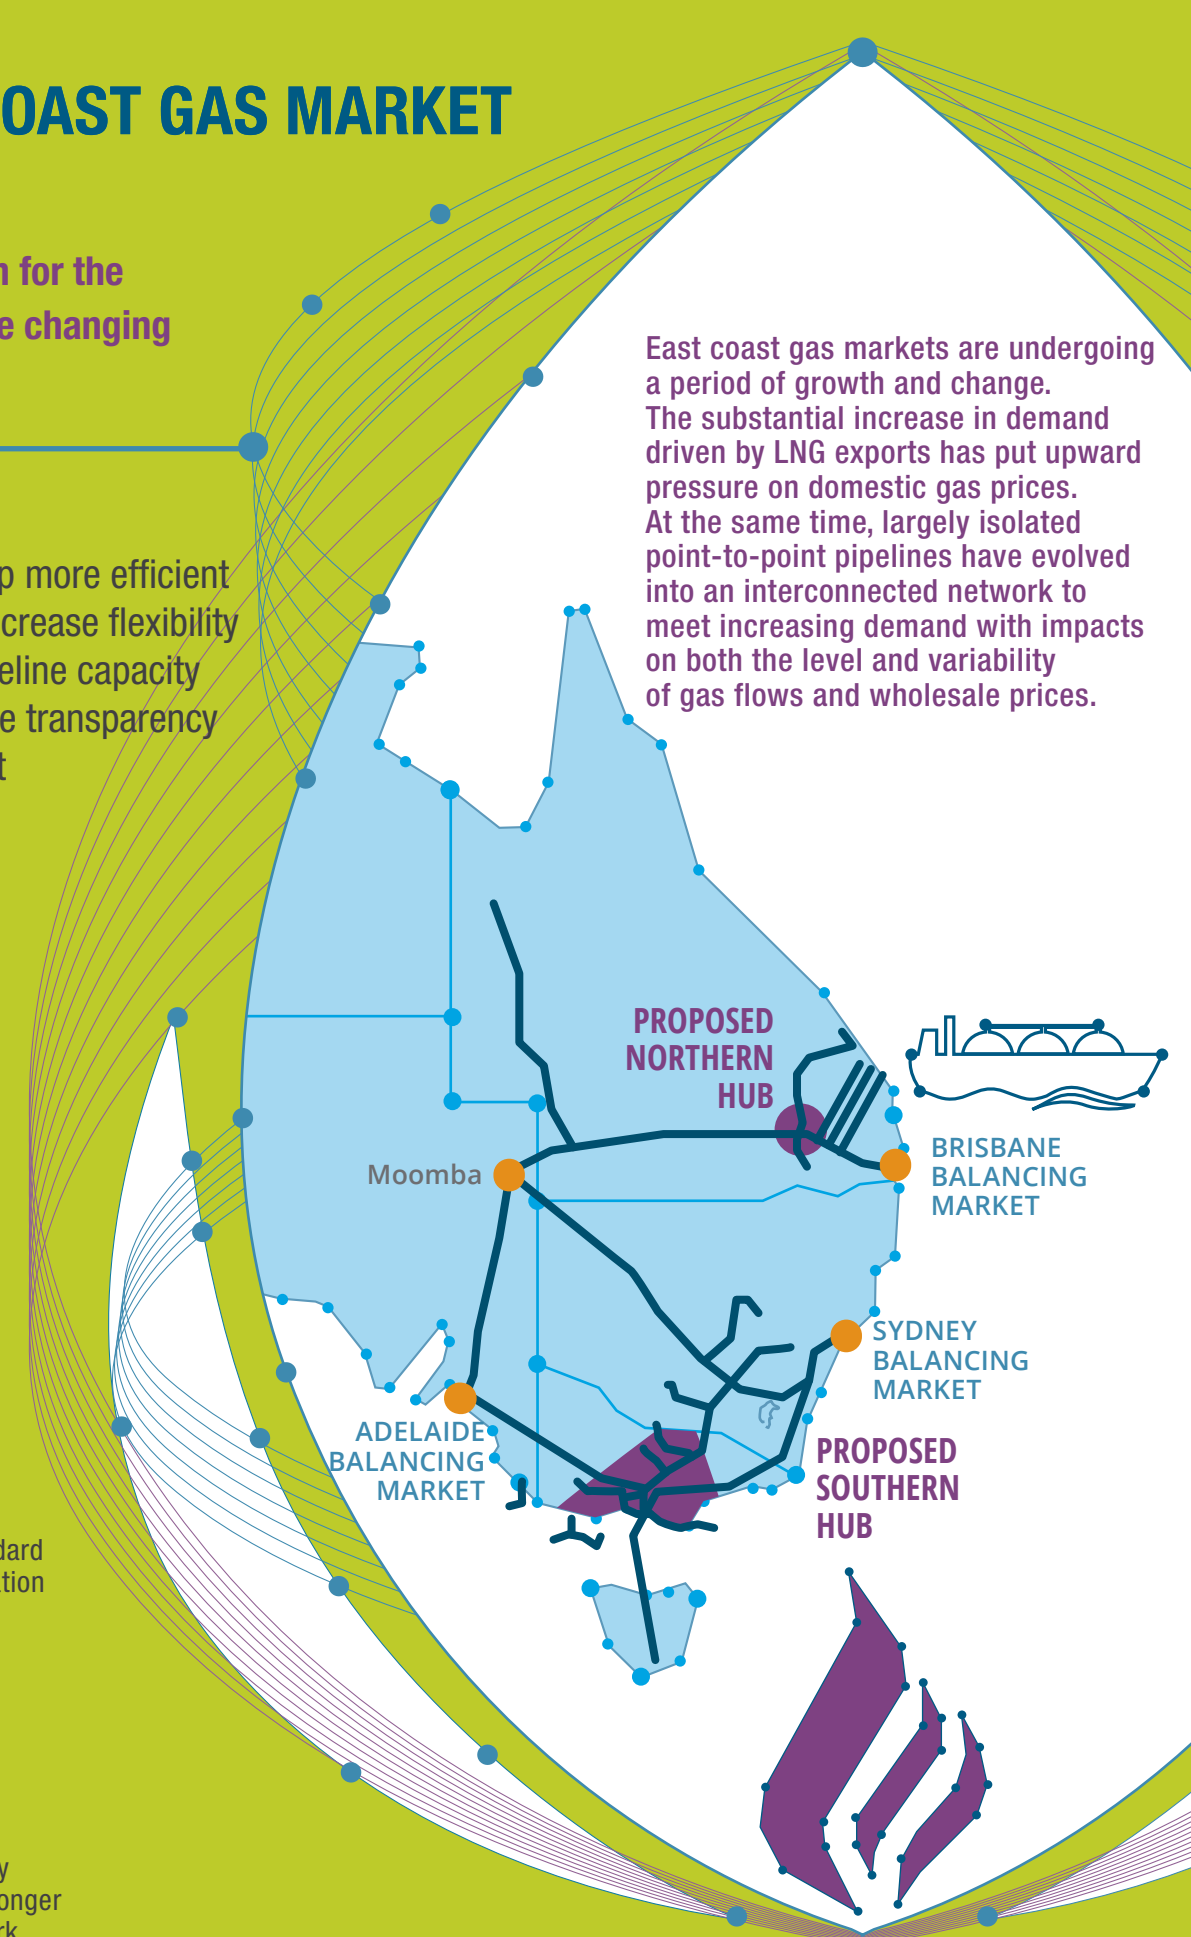 OAST GAS MARKET
n for the
e changing
p more efficient
crease flexibility
eline capacity
e transparency
t
East coast gas markets are undergoing
a period of growth and change.
The substantial increase in demand
driven by LNG exports has put upward
pressure on domestic gas prices.
At the same time, largely isolated
point-to-point pipelines have evolved
into an interconnected network to
meet increasing demand with impacts
on both the level and variability
of gas flows and wholesale prices.
PROPOSED
NORTHERN
HUB
Moomba
BRISBANE
BALANCING
MARKET
SYDNEY
BALANCING
MARKET
ADELAIDE
BALANCING
MARKET
PROPOSED
SOUTHERN
HUB
dard
tion
y
onger
rk